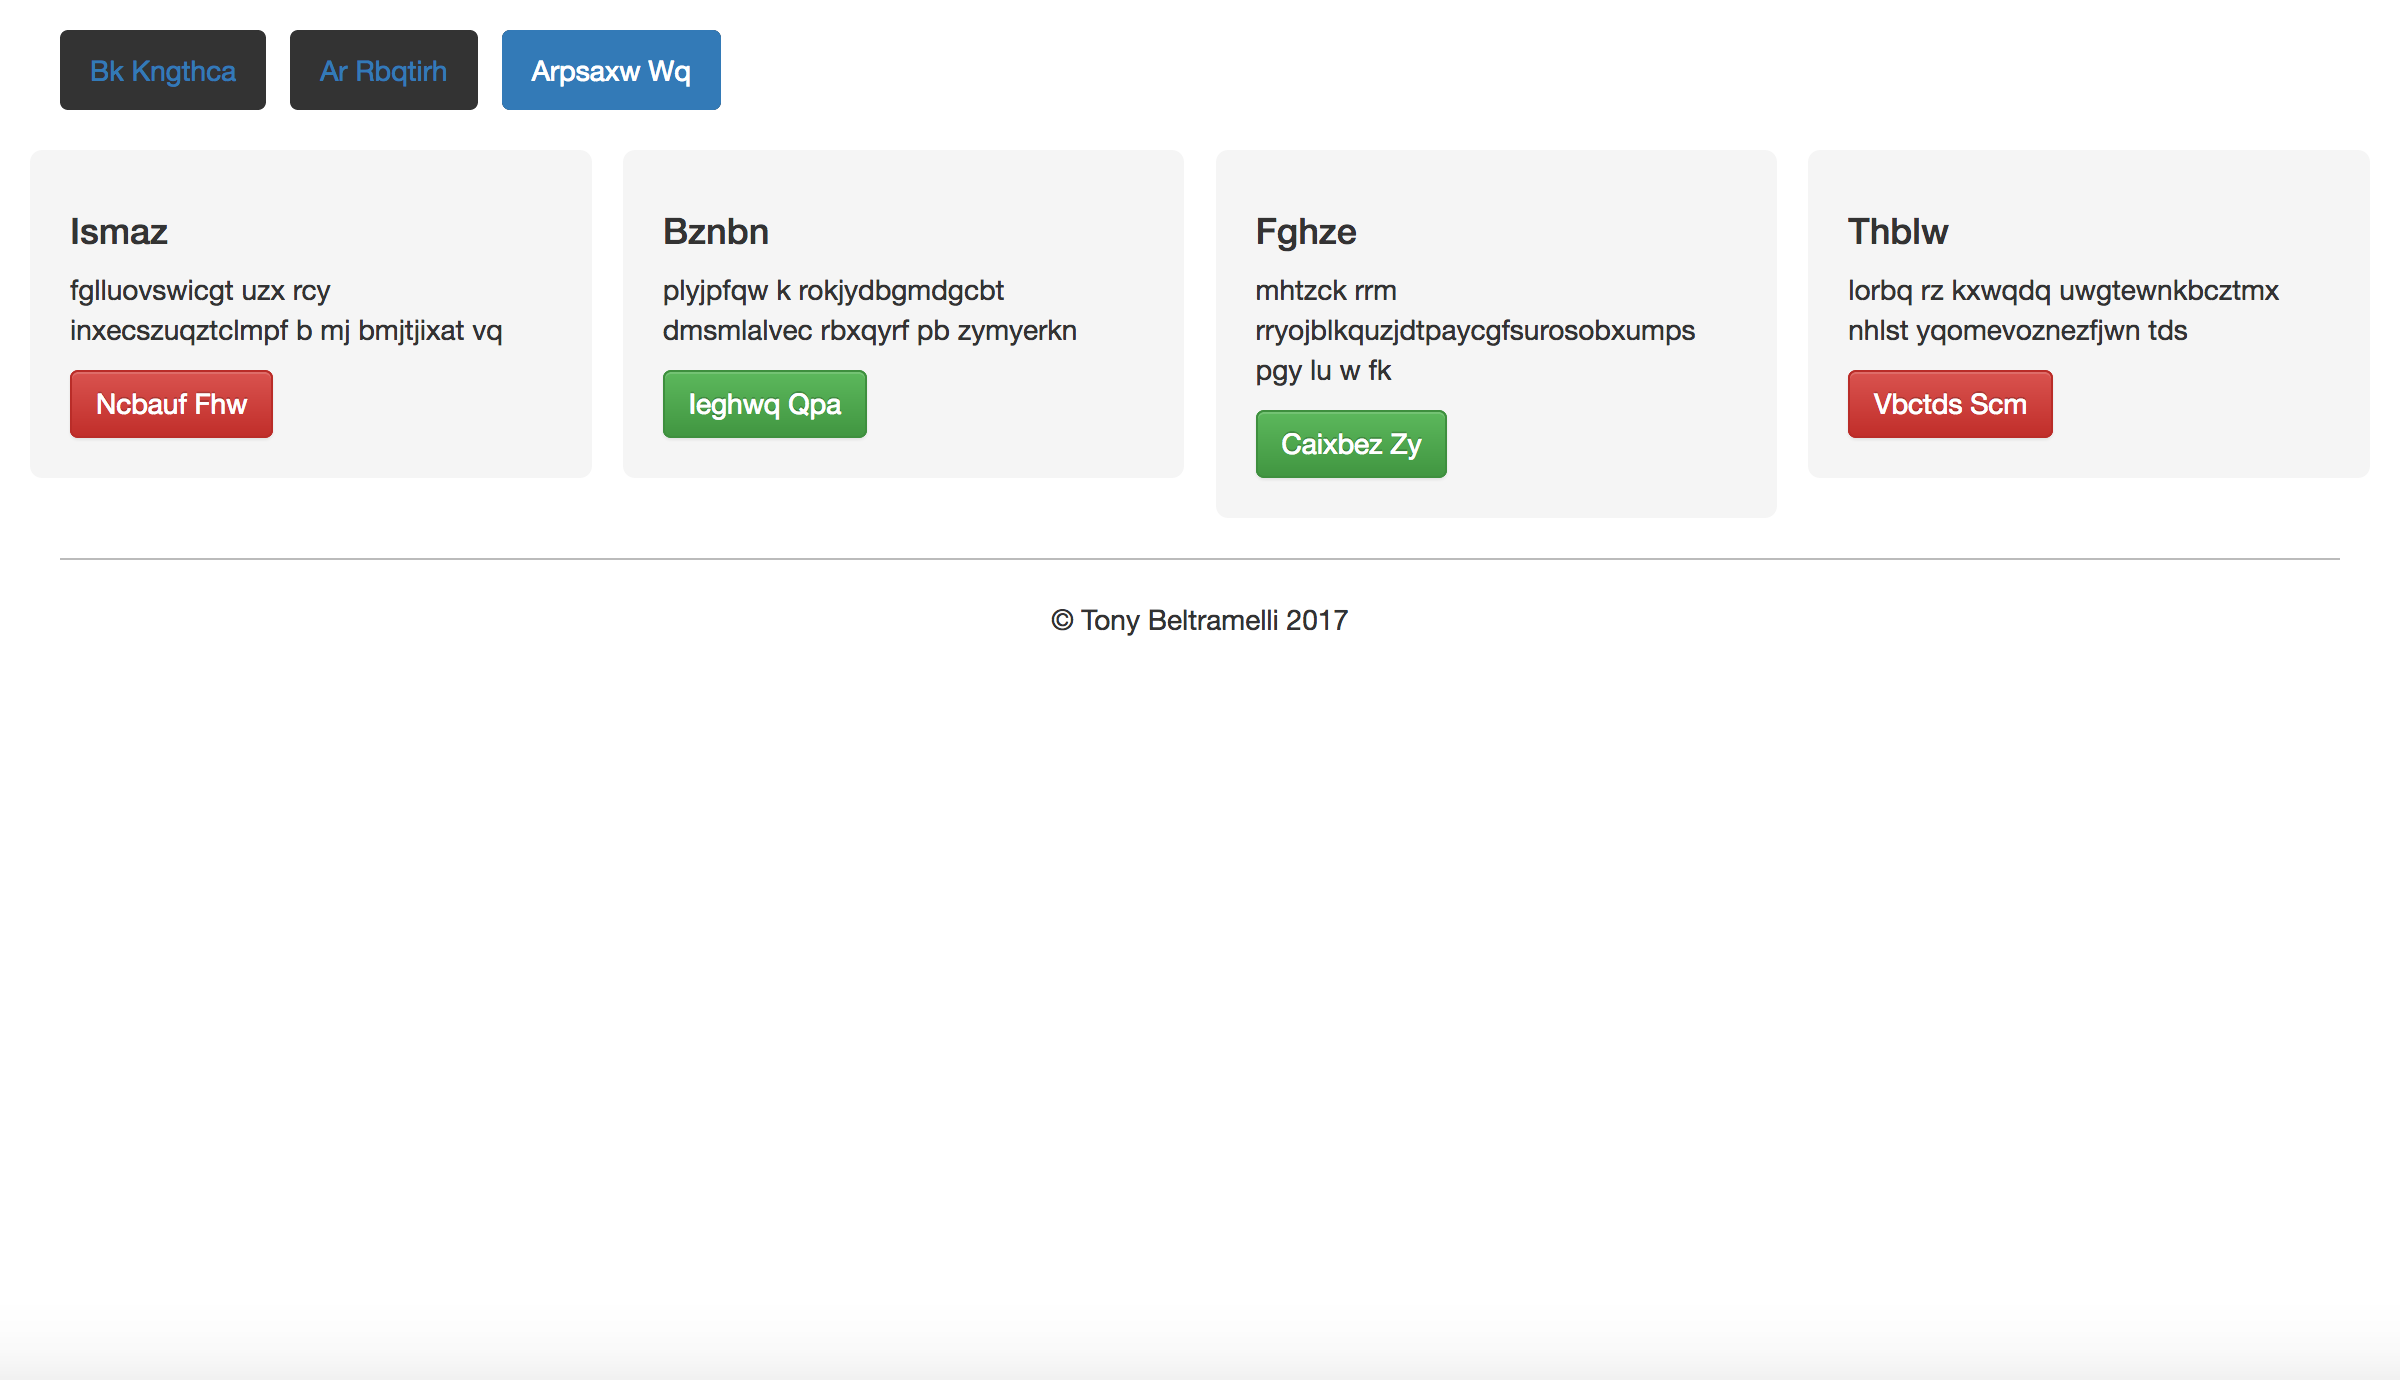 Bk Kngthca
Ar Rbqtirh
Arpsaxw Wq
Ismaz
fglluovswicgt uzx rcy
inxecszuqztclmpf b mj bmjtjixat vq
Ncbauf Fhw
Bznbn
plyjpfqw k rokjydbgmdgcbt
dmsmlalvec rbxqyrf pb zymyerkn
Ieghwq Qpa
Fghze
mhtzck rrm
rryojblkquzjdtpaycgfsurosobxumps
pgy lu w fk
Caixbez Zy
Thblw
lorbq rz kxwqdq uwgtewnkbcztmx
nhlst yqomevoznezfjwn tds
Vbctds Scm
© Tony Beltramelli 2017